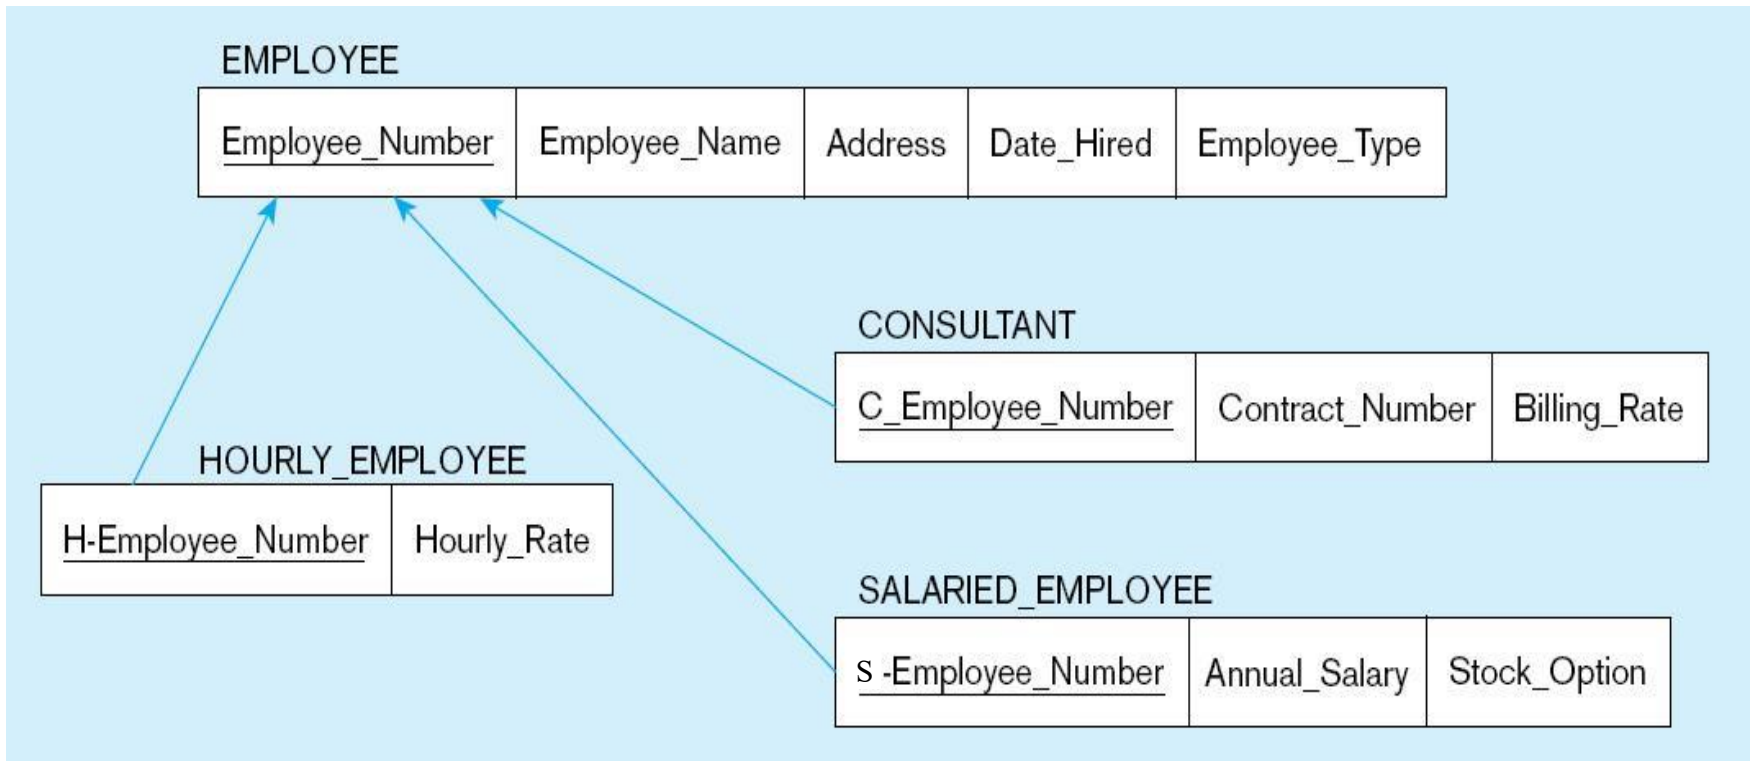 EMPLOYEE
Employee_Number Employee_Name Address Date_Hired Employee_Type
CONSULTANT
C_Employee_Number Contract_Number Billing_Rate
HOURLY_EMPLOYEE
H-Employee_Number Hourly_Rate
SALARIED_EMPLOYEE
S -Employee_Number Annual_Salary Stock_Option